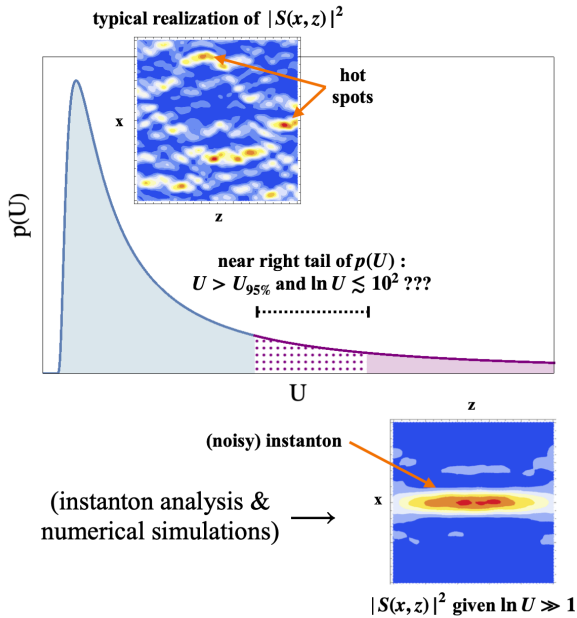 typical realization of |S(x,z)|²
hot
spots
x
z
p(U)
near right tail of p(U) :
U > U₉₅% and ln U ≲ 10² ???
U
z
(noisy) instanton
x
(instanton analysis &
numerical simulations)
|S(x,z)|² given ln U ≫ 1